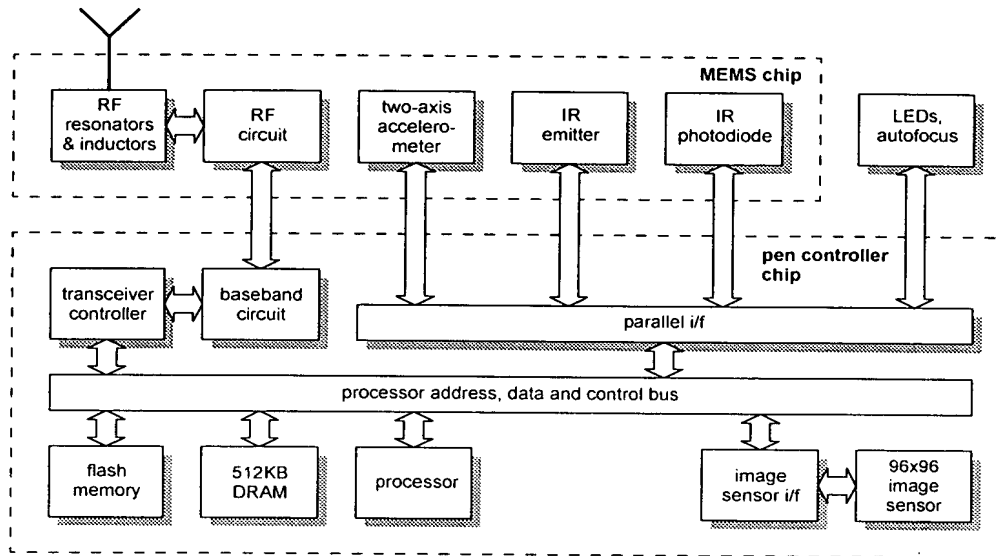 MEMS chip
RF
resonators
& inductors
RF
circuit
two-axis
accelero-
meter
IR
emitter
IR
photodiode
LEDs,
autofocus
pen controller
chip
transceiver
controller
baseband
circuit
parallel i/f
processor address, data and control bus
flash
memory
512KB
DRAM
processor
image
sensor i/f
96x96
image
sensor